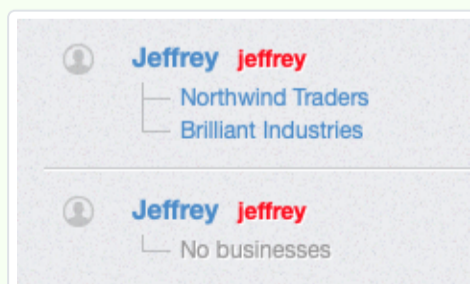 Jeffrey jeffrey
Northwind Traders
Brilliant Industries
Jeffrey jeffrey
No businesses